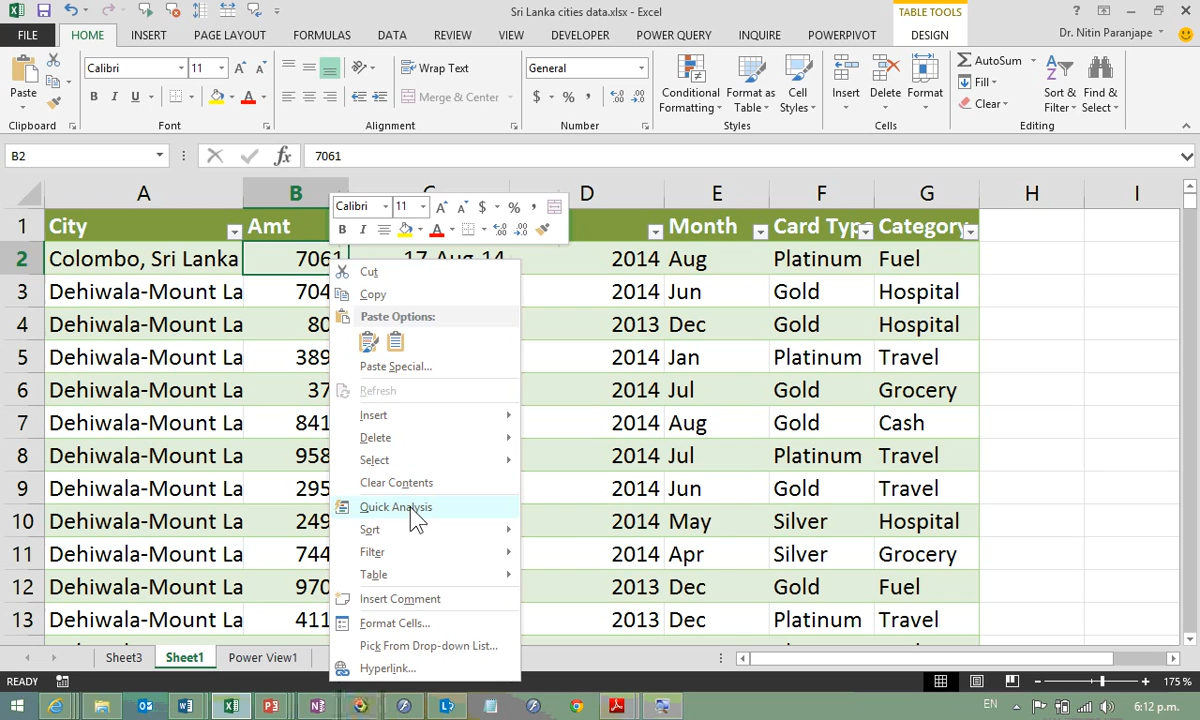 Sri Lanka cities data.xlsx - Excel
TABLE TOOLS
FILE HOME INSERT PAGE LAYOUT FORMULAS DATA REVIEW VIEW DEVELOPER POWER QUERY INQUIRE POWERPIVOT DESIGN
Dr. Nitin Paranjape
Paste
Calibri 11
Wrap Text
General
Conditional Formatting
Format as Table
Cell Styles
Insert
Delete
Format
AutoSum
Fill
Clear
Sort & Filter
Find & Select
B I U
Merge & Center
$ % ,
Clipboard Font Alignment Number Styles Cells Editing
B2 fx 7061
Calibri 11 $ % ,
B I
A B C D E F G H I
1 City Amt Month Card Typ Category
2 Colombo, Sri Lanka 7061 17-Aug-14 2014 Aug Platinum Fuel
3 Dehiwala-Mount La 704 2014 Jun Gold Hospital
4 Dehiwala-Mount La 80 2013 Dec Gold Hospital
5 Dehiwala-Mount La 389 2014 Jan Platinum Travel
6 Dehiwala-Mount La 37 2014 Jul Gold Grocery
7 Dehiwala-Mount La 841 2014 Aug Gold Cash
8 Dehiwala-Mount La 958 2014 Jul Platinum Travel
9 Dehiwala-Mount La 295 2014 Jun Gold Travel
10 Dehiwala-Mount La 249 2014 May Silver Hospital
11 Dehiwala-Mount La 744 2014 Apr Silver Grocery
12 Dehiwala-Mount La 970 2013 Dec Gold Fuel
13 Dehiwala-Mount La 411 2013 Dec Platinum Travel
Cut
Copy
Paste Options:
Paste Special...
Refresh
Insert
Delete
Select
Clear Contents
Quick Analysis
Sort
Filter
Table
Insert Comment
Format Cells...
Pick From Drop-down List...
Hyperlink...
Sheet3 Sheet1 Power View1
READY 175 %
EN 6:12 p.m.